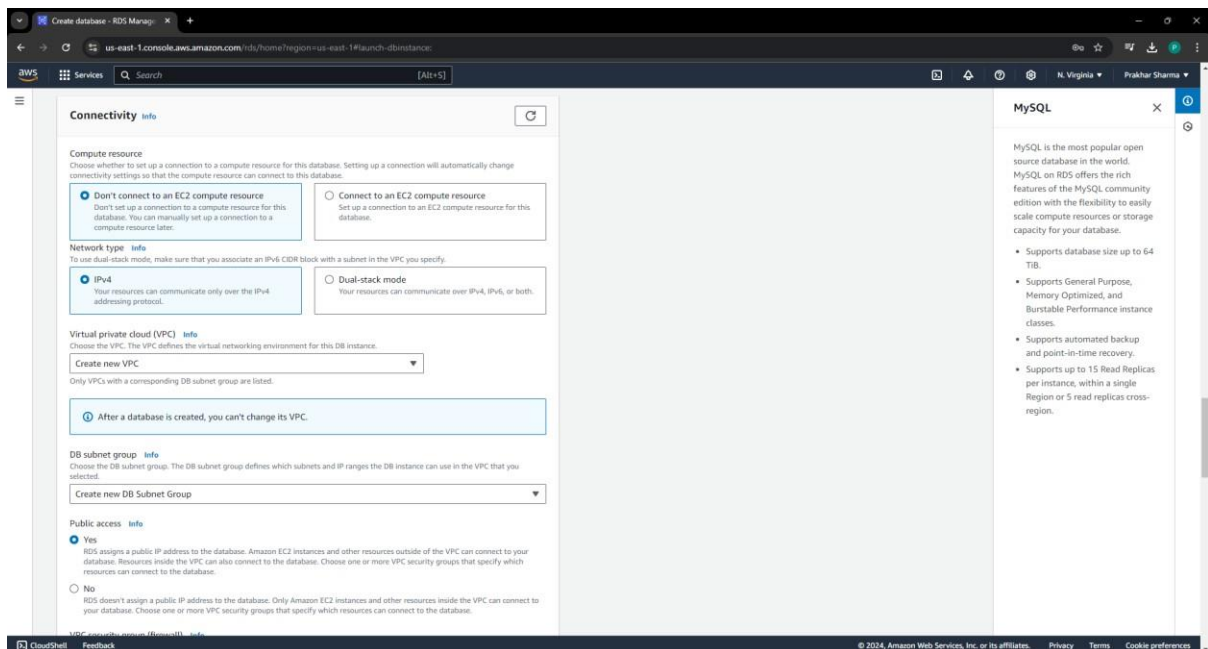 Create database - RDS Manage
us-east-1.console.aws.amazon.com/rds/home?region=us-east-1#launch-dbinstance:
aws
Services
Search
[Alt+S]
N. Virginia
Prakhar Sharma
Connectivity Info
Compute resource
Choose whether to set up a connection to a compute resource for this database. Setting up a connection will automatically change
connectivity settings so that the compute resource can connect to this database.
Don't connect to an EC2 compute resource
Don't set up a connection to a compute resource for this
database. You can manually set up a connection to a
compute resource later.
Connect to an EC2 compute resource
Set up a connection to an EC2 compute resource for this
database.
Network type Info
To use dual-stack mode, make sure that you associate an IPv6 CIDR block with a subnet in the VPC you specify.
IPv4
Your resources can communicate only over the IPv4
addressing protocol.
Dual-stack mode
Your resources can communicate over IPv4, IPv6, or both.
Virtual private cloud (VPC) Info
Choose the VPC. The VPC defines the virtual networking environment for this DB instance.
Create new VPC
Only VPCs with a corresponding DB subnet group are listed.
After a database is created, you can't change its VPC.
DB subnet group Info
Choose the DB subnet group. The DB subnet group defines which subnets and IP ranges the DB instance can use in the VPC that you
selected.
Create new DB Subnet Group
Public access Info
Yes
RDS assigns a public IP address to the database. Amazon EC2 instances and other resources outside of the VPC can connect to your
database. Resources inside the VPC can also connect to the database. Choose one or more VPC security groups that specify which
resources can connect to the database.
No
RDS doesn't assign a public IP address to the database. Only Amazon EC2 instances and other resources inside the VPC can connect to
your database. Choose one or more VPC security groups that specify which resources can connect to the database.
VPC security group (firewall) Info
MySQL
MySQL is the most popular open
source database in the world.
MySQL on RDS offers the rich
features of the MySQL community
edition with the flexibility to easily
scale compute resources or storage
capacity for your database.
• Supports database size up to 64
TiB.
• Supports General Purpose,
Memory Optimized, and
Burstable Performance instance
classes.
• Supports automated backup
and point-in-time recovery.
• Supports up to 15 Read Replicas
per instance, within a single
Region or 5 read replicas cross-
region.
CloudShell
Feedback
© 2024, Amazon Web Services, Inc. or its affiliates.
Privacy
Terms
Cookie preferences